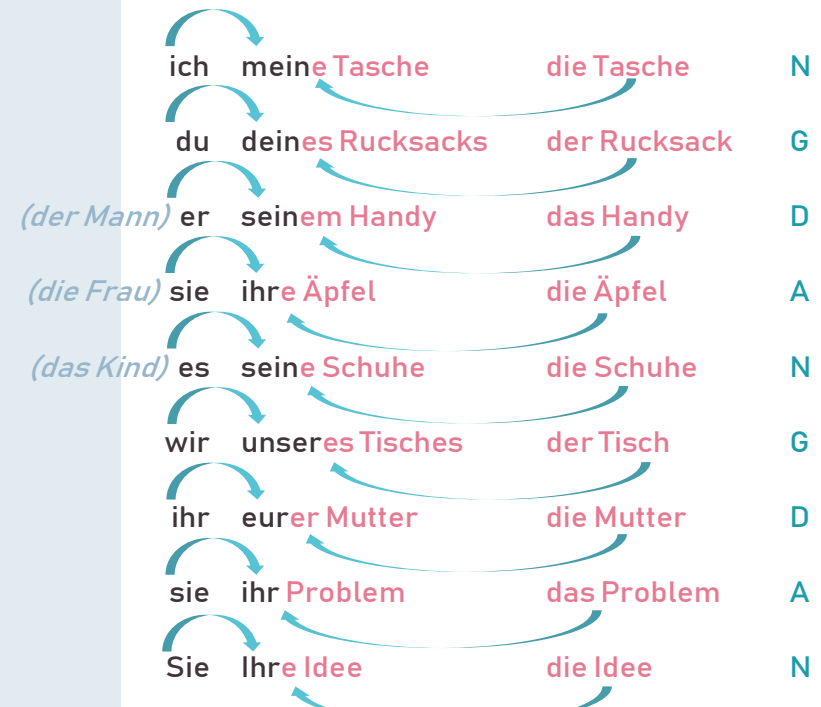 ich meine Tasche die Tasche N
du deines Rucksacks der Rucksack G
(der Mann) er seinem Handy das Handy D
(die Frau) sie ihre Äpfel die Äpfel A
(das Kind) es seine Schuhe die Schuhe N
wir unseres Tisches der Tisch G
ihr eurer Mutter die Mutter D
sie ihr Problem das Problem A
Sie Ihre Idee die Idee N